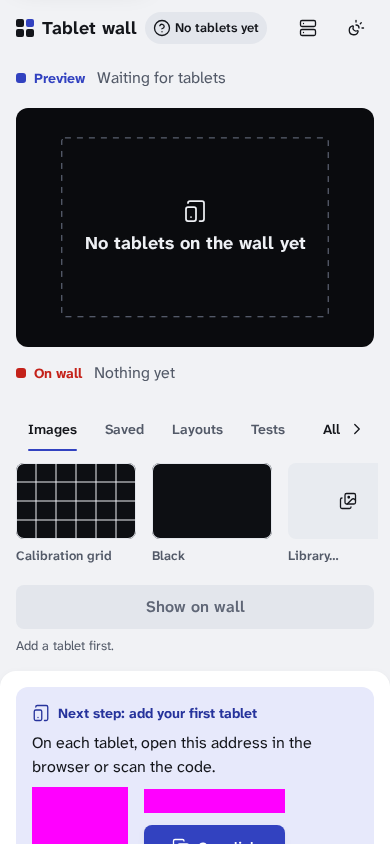 Tablet wall
No tablets yet
Preview Waiting for tablets
No tablets on the wall yet
On wall Nothing yet
Images Saved Layouts Tests All
Calibration grid Black Library...
Show on wall
Add a tablet first.
Next step: add your first tablet
On each tablet, open this address in the
browser or scan the code.